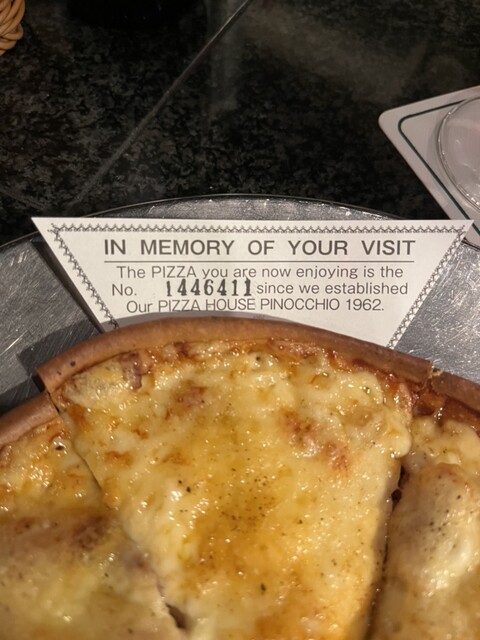 IN MEMORY OF YOUR VISIT
The PIZZA you are now enjoying is the
No. 1446411 since we established
Our PIZZA HOUSE PINOCCHIO 1962.